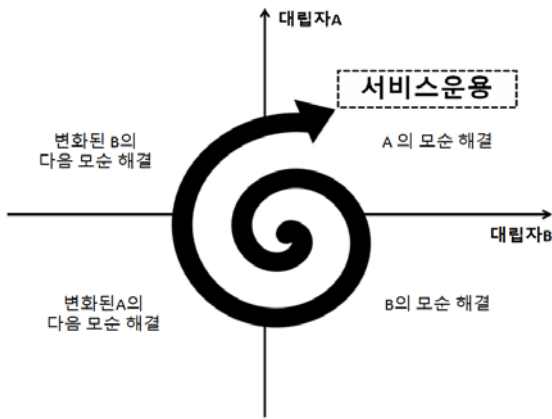 대립자A
서비스운용
변화된 B의
다음 모순 해결
A 의 모순 해결
대립자B
변화된A의
다음 모순 해결
B의 모순 해결